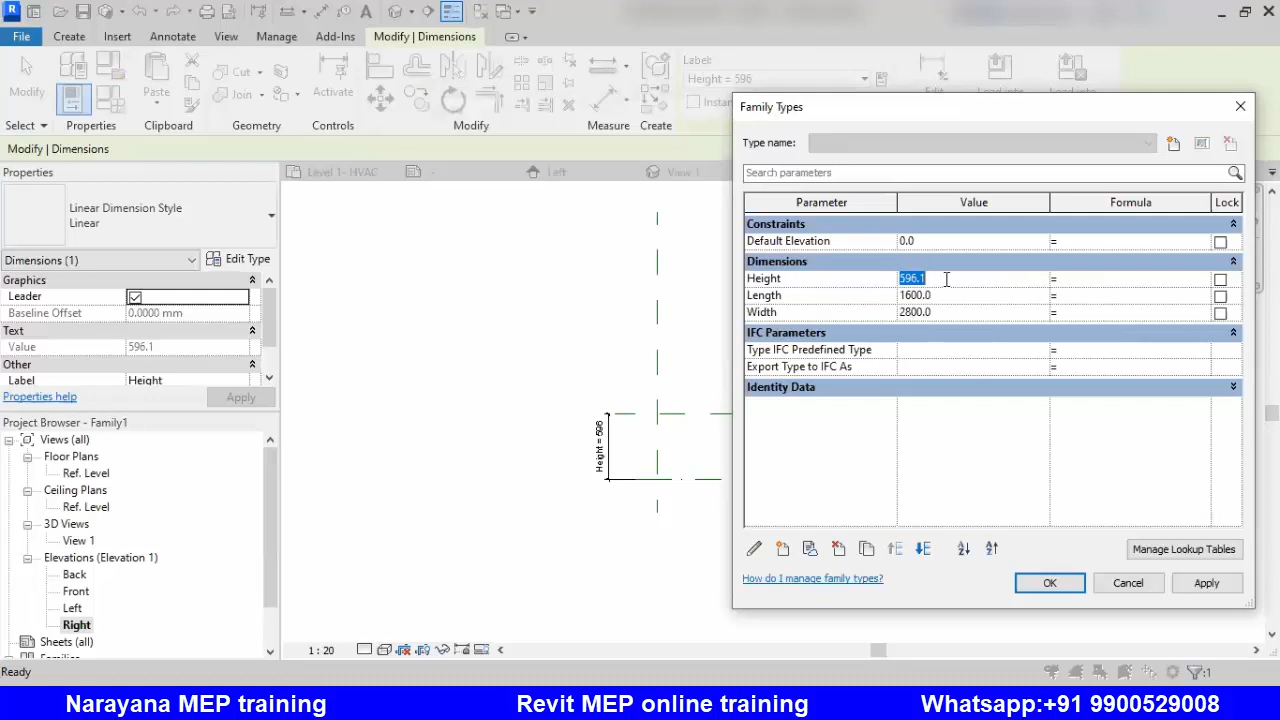 File Create Insert Annotate View Manage Add-Ins Modify | Dimensions
Modify
Paste
Cut
Join
Activate
Label:
Height = 596
Select Properties Clipboard Geometry Controls Modify Measure Create
Modify | Dimensions
Properties
Level 1- HVAC - Left View 1
Linear Dimension Style
Linear
Dimensions (1) Edit Type
Graphics
Leader
Baseline Offset 0.0000 mm
Text
Value 596.1
Other
Label Height
Properties help Apply
Project Browser - Family1
Views (all)
Floor Plans
Ref. Level
Ceiling Plans
Ref. Level
3D Views
View 1
Elevations (Elevation 1)
Back
Front
Left
Right
Sheets (all)
Height = 596
1 : 20
Family Types
Type name:
Search parameters
Parameter Value Formula Lock
Constraints
Default Elevation 0.0 =
Dimensions
Height 596.1 =
Length 1600.0 =
Width 2800.0 =
IFC Parameters
Type IFC Predefined Type =
Export Type to IFC As =
Identity Data
Manage Lookup Tables
How do I manage family types?
OK Cancel Apply
Ready
:1
Narayana MEP training Revit MEP online training Whatsapp:+91 9900529008